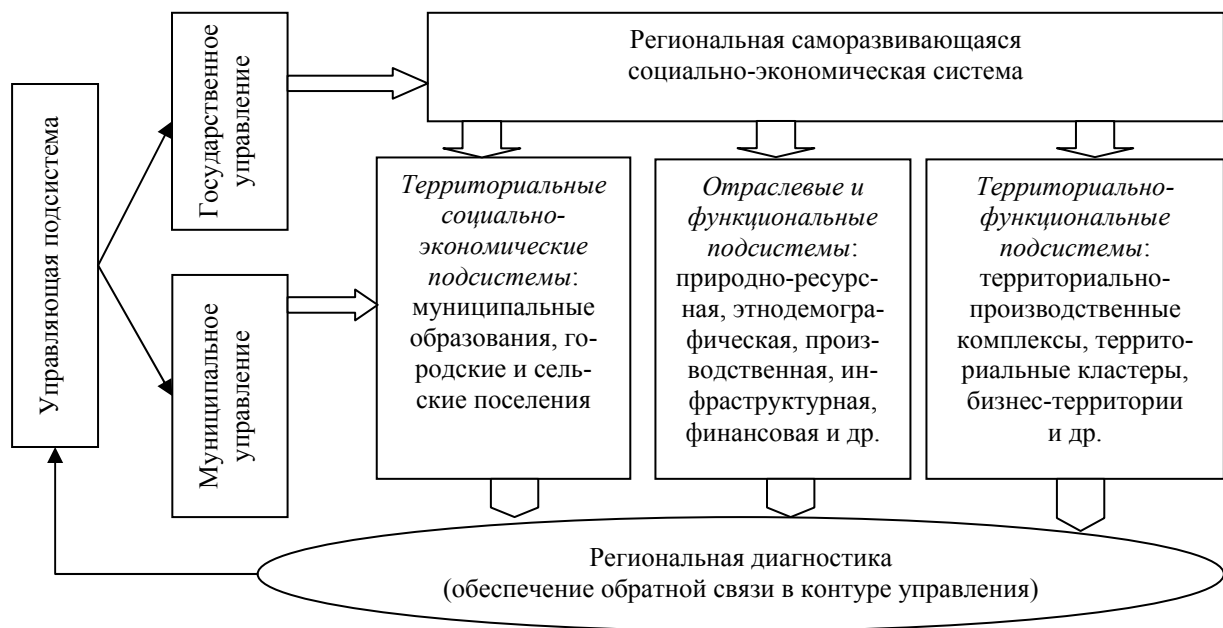 Управляющая подсистема
Государственное
управление
Муниципальное
управление
Региональная саморазвивающаяся
социально-экономическая система
Территориальные
социально-
экономические
подсистемы:
муниципальные
образования, го-
родские и сель-
ские поселения
Отраслевые и
функциональные
подсистемы:
природно-ресурс-
ная, этнодемогра-
фическая, произ-
водственная, ин-
фраструктурная,
финансовая и др.
Территориально-
функциональные
подсистемы:
территориально-
производственные
комплексы, террито-
риальные кластеры,
бизнес-территории
и др.
Региональная диагностика
(обеспечение обратной связи в контуре управления)